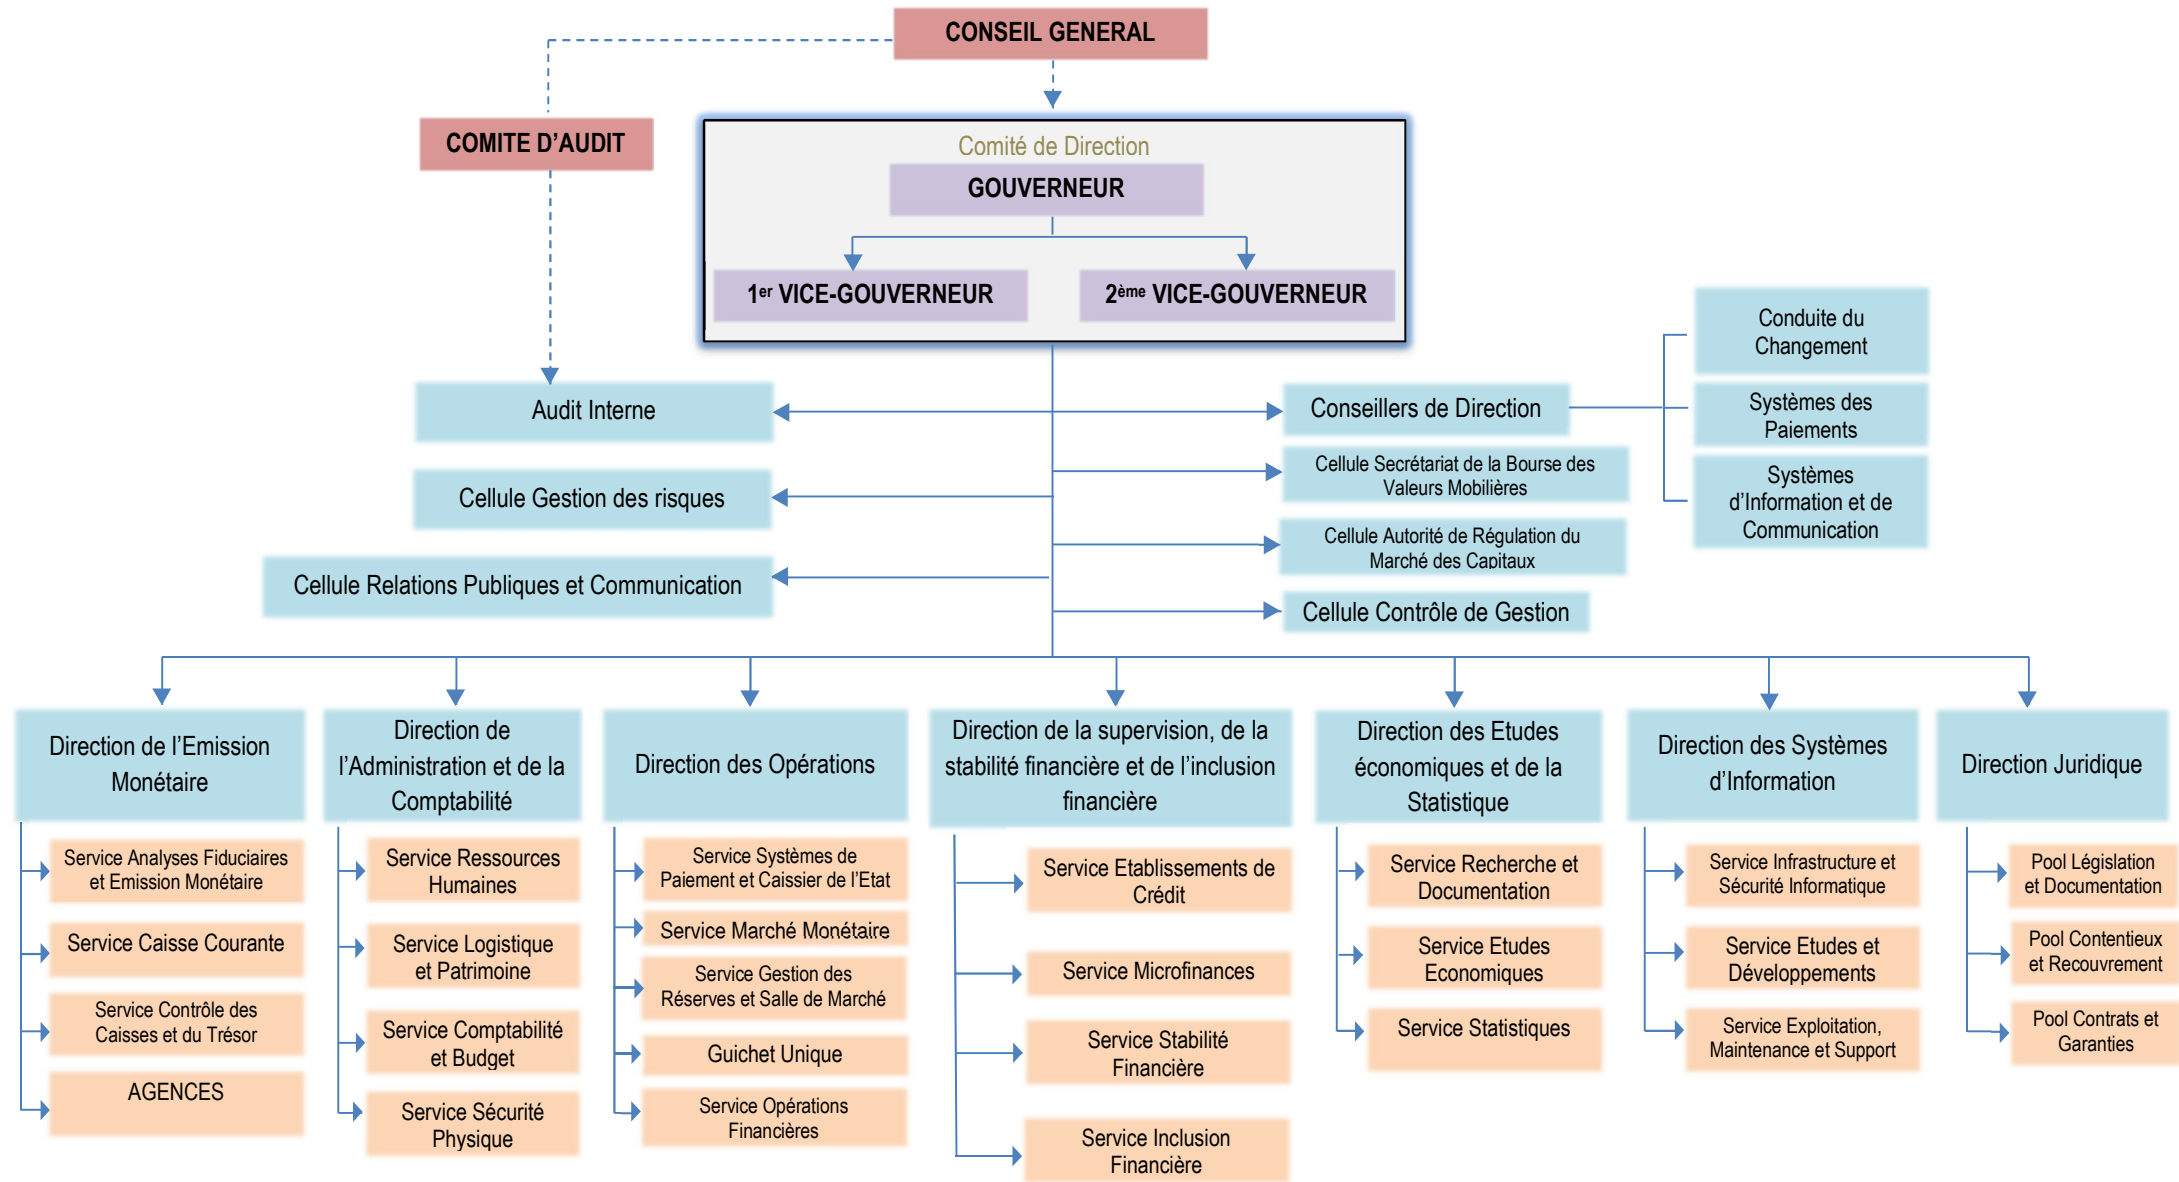 CONSEIL GENERAL
COMITE D'AUDIT
Comité de Direction
GOUVERNEUR
1er VICE-GOUVERNEUR
2ème VICE-GOUVERNEUR
Conduite du
Changement
Systèmes des
Paiements
Systèmes
d'Information et de
Communication
Audit Interne
Conseillers de Direction
Cellule Gestion des risques
Cellule Secrétariat de la Bourse des
Valeurs Mobilières
Cellule Autorité de Régulation du
Marché des Capitaux
Cellule Relations Publiques et Communication
Cellule Contrôle de Gestion
Direction de l'Emission
Monétaire
Service Analyses Fiduciaires
et Emission Monétaire
Service Caisse Courante
Service Contrôle des
Caisses et du Trésor
AGENCES
Direction de
l'Administration et de la
Comptabilité
Service Ressources
Humaines
Service Logistique
et Patrimoine
Service Comptabilité
et Budget
Service Sécurité
Physique
Direction des Opérations
Service Systèmes de
Paiement et Caissier de l'Etat
Service Marché Monétaire
Service Gestion des
Réserves et Salle de Marché
Guichet Unique
Service Opérations
Financières
Direction de la supervision, de la
stabilité financière et de l'inclusion
financière
Service Etablissements de
Crédit
Service Microfinances
Service Stabilité
Financière
Service Inclusion
Financière
Direction des Etudes
économiques et de la
Statistique
Service Recherche et
Documentation
Service Etudes
Economiques
Service Statistiques
Direction des Systèmes
d'Information
Service Infrastructure et
Sécurité Informatique
Service Etudes et
Développements
Service Exploitation,
Maintenance et Support
Direction Juridique
Pool Législation
et Documentation
Pool Contentieux
et Recouvrement
Pool Contrats et
Garanties